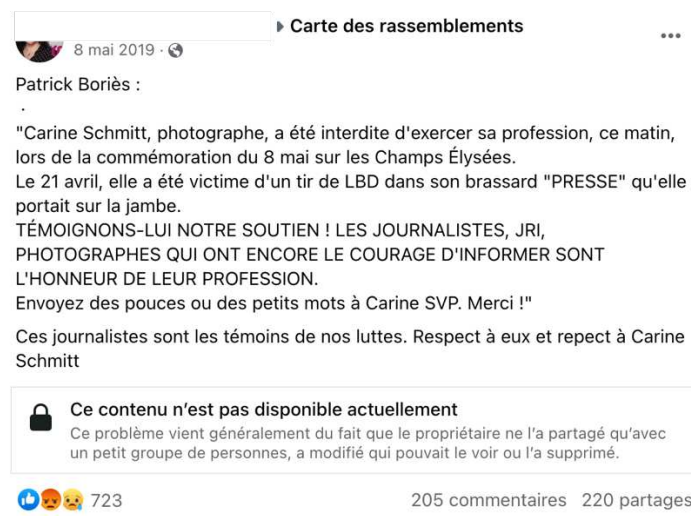 Carte des rassemblements
8 mai 2019 ·
Patrick Boriès :
.
"Carine Schmitt, photographe, a été interdite d'exercer sa profession, ce matin,
lors de la commémoration du 8 mai sur les Champs Élysées.
Le 21 avril, elle a été victime d'un tir de LBD dans son brassard "PRESSE" qu'elle
portait sur la jambe.
TÉMOIGNONS-LUI NOTRE SOUTIEN ! LES JOURNALISTES, JRI,
PHOTOGRAPHES QUI ONT ENCORE LE COURAGE D'INFORMER SONT
L'HONNEUR DE LEUR PROFESSION.
Envoyez des pouces ou des petits mots à Carine SVP. Merci !"
Ces journalistes sont les témoins de nos luttes. Respect à eux et repect à Carine
Schmitt
Ce contenu n'est pas disponible actuellement
Ce problème vient généralement du fait que le propriétaire ne l'a partagé qu'avec
un petit groupe de personnes, a modifié qui pouvait le voir ou l'a supprimé.
723 205 commentaires 220 partages